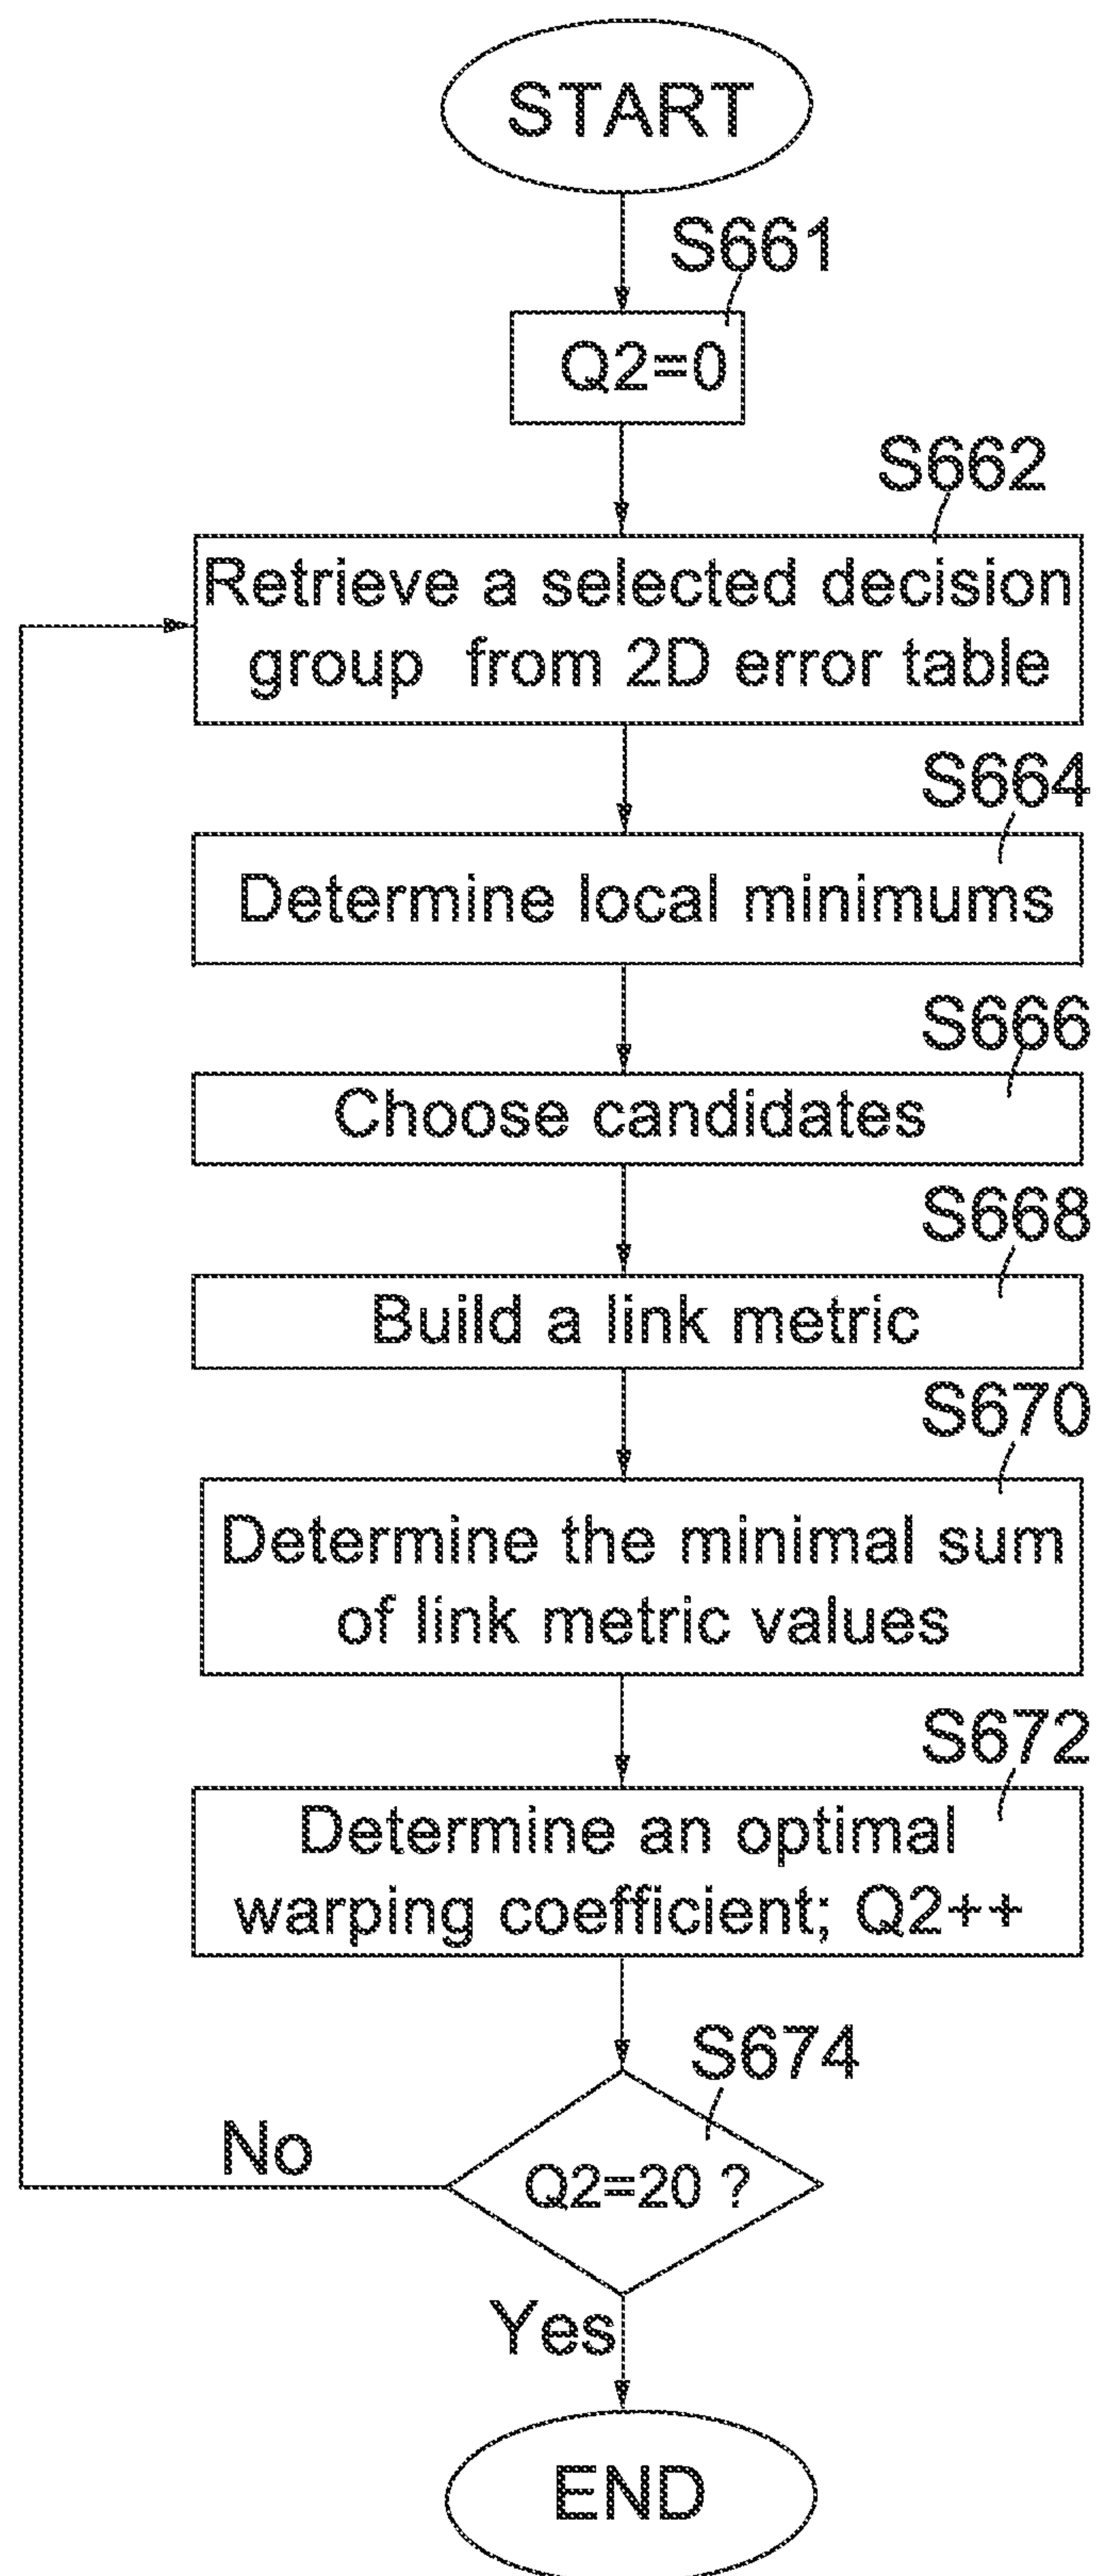 START
S661
Q2=0
S662
Retrieve a selected decision
group from 2D error table
S664
Determine local minimums
S666
Choose candidates
S668
Build a link metric
S670
Determine the minimal sum
of link metric values
S672
Determine an optimal
warping coefficient; Q2++
S674
No
Q2=20 ?
Yes
END